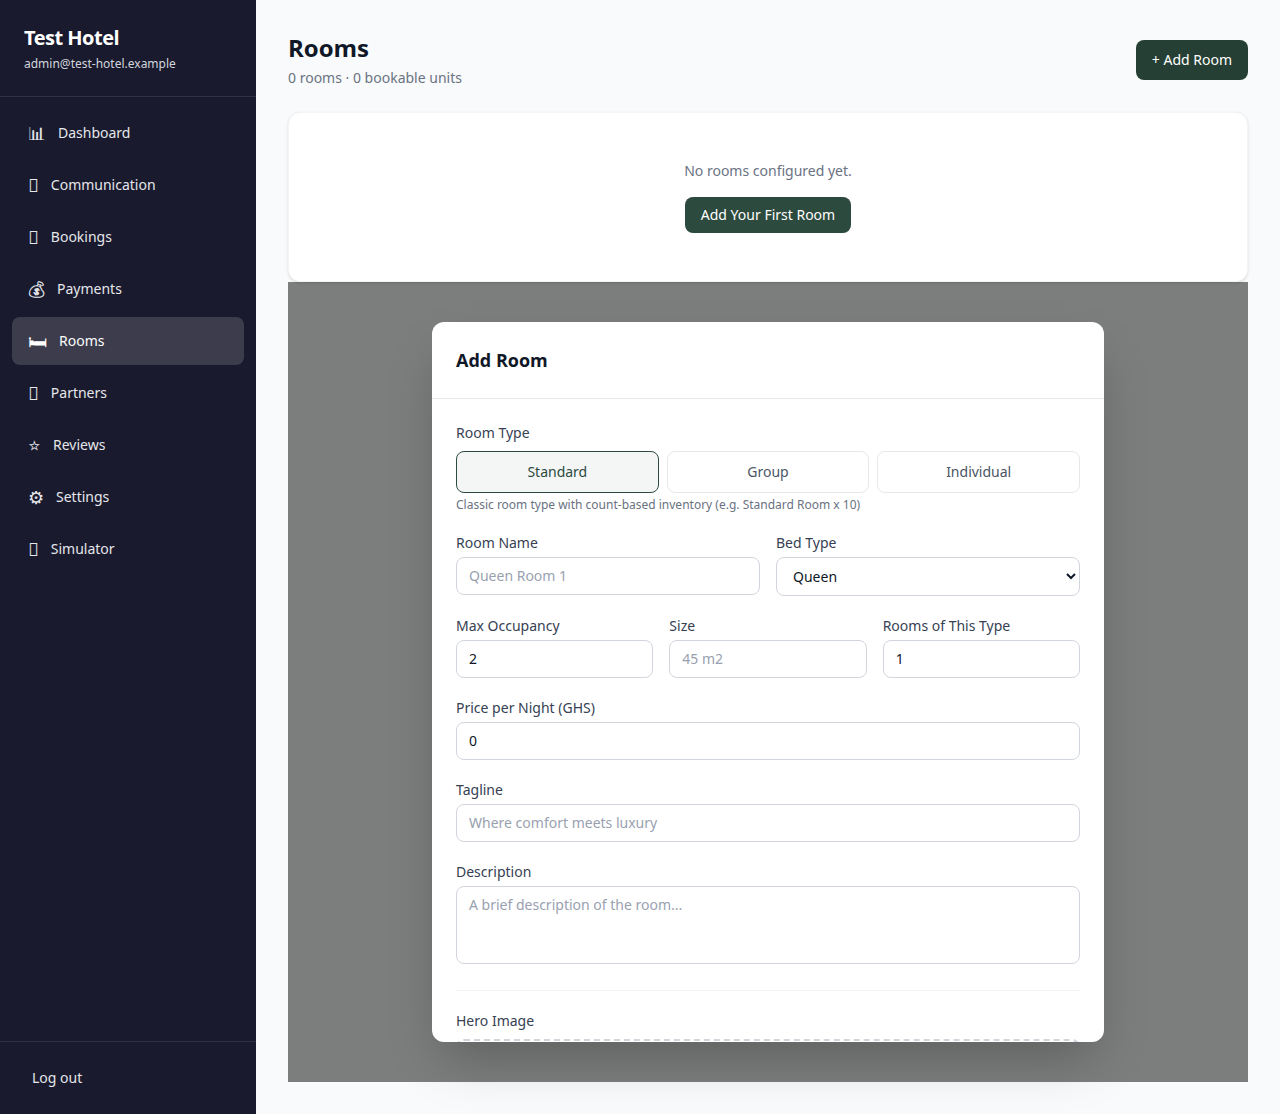 Test Hotel
admin@test-hotel.example
Dashboard
Communication
Bookings
Payments
Rooms
Partners
Reviews
Settings
Simulator
Log out
Rooms
0 rooms · 0 bookable units
+ Add Room
No rooms configured yet.
Add Your First Room
Add Room
Room Type
Standard
Group
Individual
Classic room type with count-based inventory (e.g. Standard Room x 10)
Room Name
Bed Type
Queen Room 1
Queen
Max Occupancy
Size
Rooms of This Type
2
45 m2
1
Price per Night (GHS)
0
Tagline
Where comfort meets luxury
Description
A brief description of the room...
Hero Image